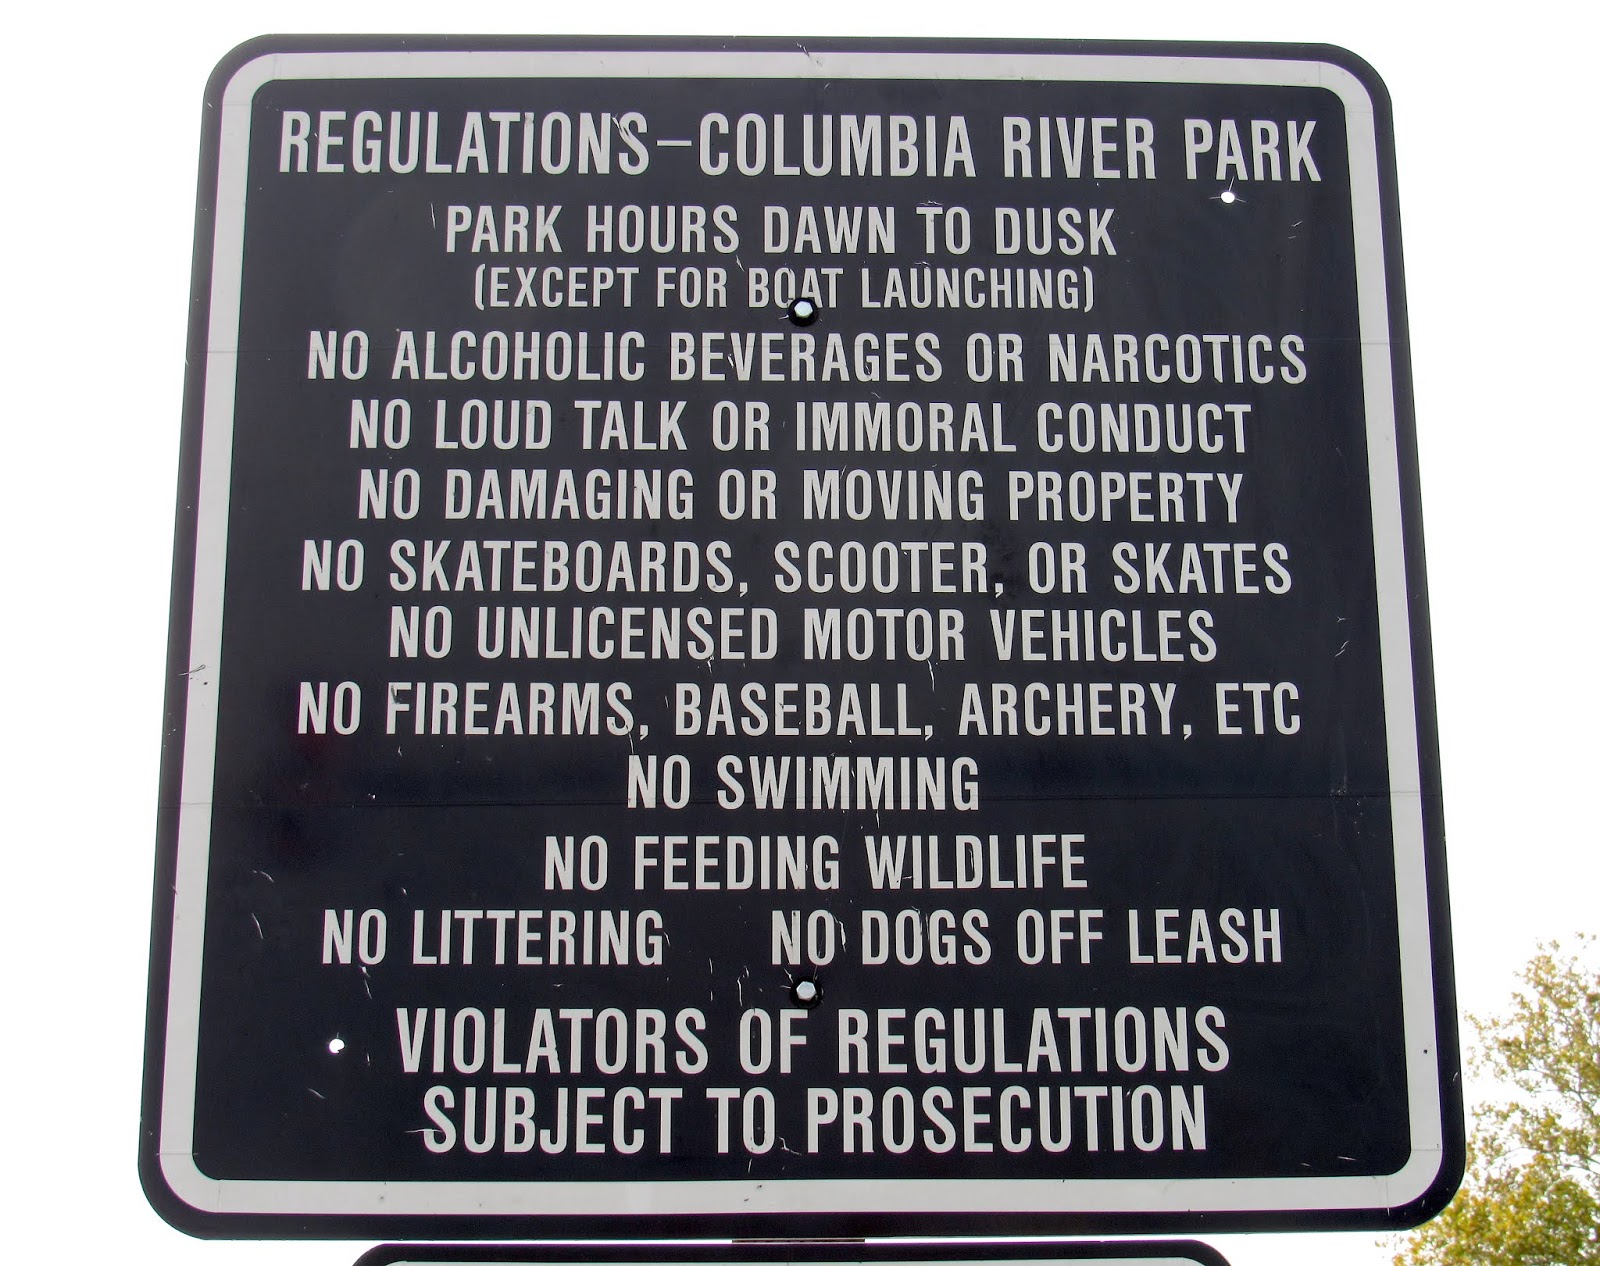 REGULATIONS–COLUMBIA RIVER PARK
PARK HOURS DAWN TO DUSK
(EXCEPT FOR BOAT LAUNCHING)
NO ALCOHOLIC BEVERAGES OR NARCOTICS
NO LOUD TALK OR IMMORAL CONDUCT
NO DAMAGING OR MOVING PROPERTY
NO SKATEBOARDS, SCOOTER, OR SKATES
NO UNLICENSED MOTOR VEHICLES
NO FIREARMS, BASEBALL, ARCHERY, ETC
NO SWIMMING
NO FEEDING WILDLIFE
NO LITTERING NO DOGS OFF LEASH
VIOLATORS OF REGULATIONS
SUBJECT TO PROSECUTION